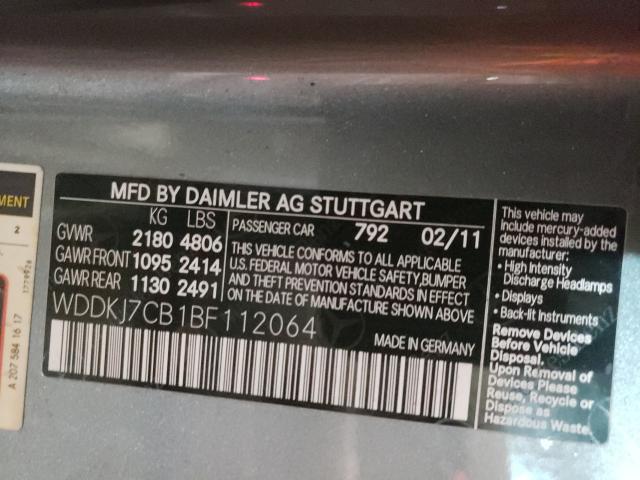 MENT
2
1779928
A 207 584 16 17
MFD BY DAIMLER AG STUTTGART
KG LBS
GVWR 2180 4806
GAWR FRONT 1095 2414
GAWR REAR 1130 2491
PASSENGER CAR 792 02/11
THIS VEHICLE CONFORMS TO ALL APPLICABLE
U.S. FEDERAL MOTOR VEHICLE SAFETY,BUMPER
AND THEFT PREVENTION STANDARDS IN EFFECT
ON THE DATE OF MANUFACTURE SHOWN ABOVE
WDDKJ7CB1BF112064
MADE IN GERMANY
This vehicle may
include mercury-added
devices installed by the
manufacturer:
• High Intensity
Discharge Headlamps
• Displays
• Back-lit Instruments
Remove Devices
Before Vehicle
Disposal.
Upon Removal of
Devices Please
Reuse, Recycle or
Dispose as
Hazardous Waste.